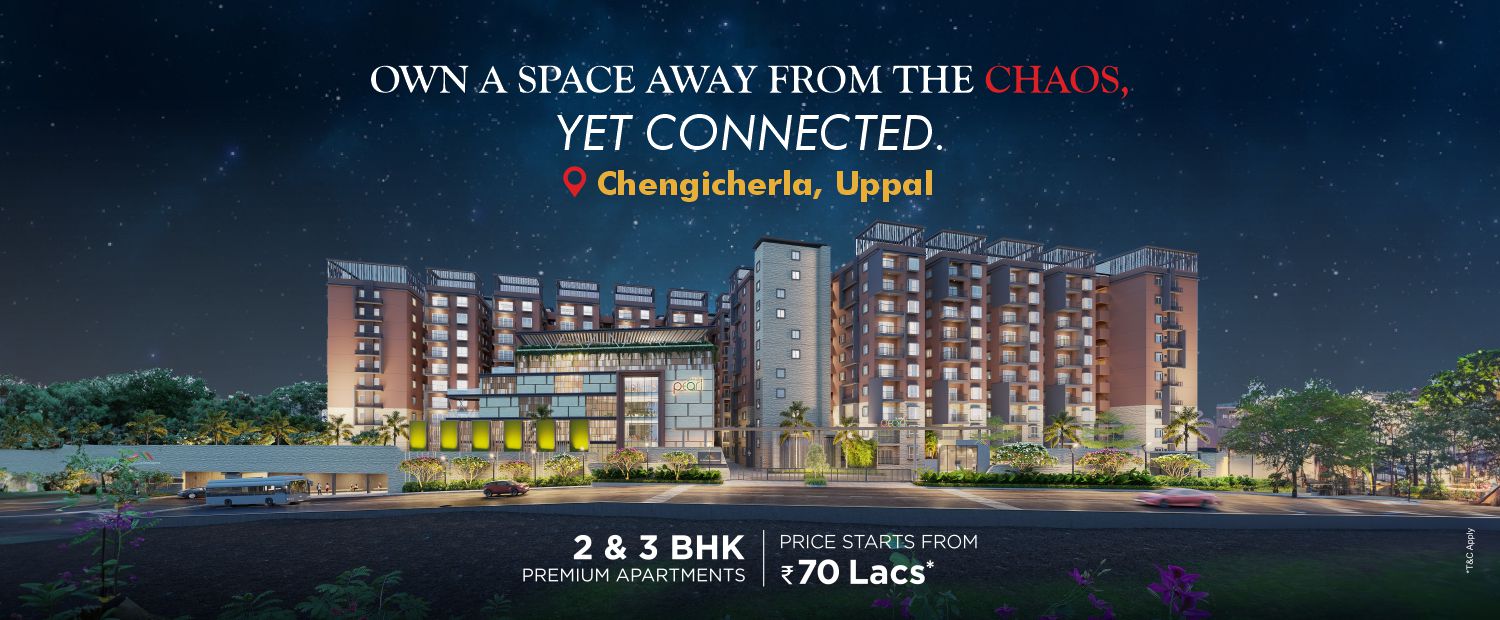 OWN A SPACE AWAY FROM THE CHAOS,
YET CONNECTED.
Chengicherla, Uppal
pearl
2 & 3 BHK
PREMIUM APARTMENTS
PRICE STARTS FROM
₹70 Lacs*
*T&C Apply